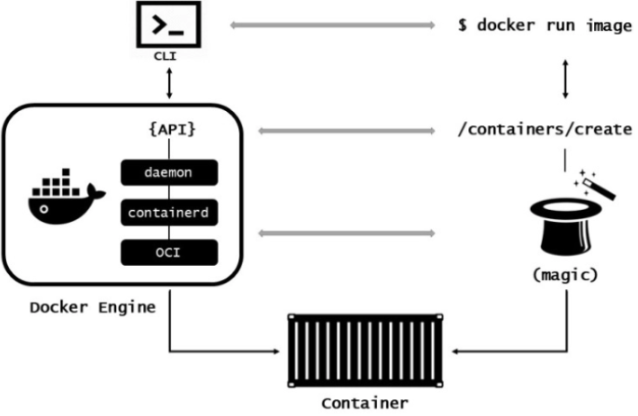 $ docker run image
CLI
{API}
/containers/create
daemon
containerd
OCI
(magic)
Docker Engine
Container